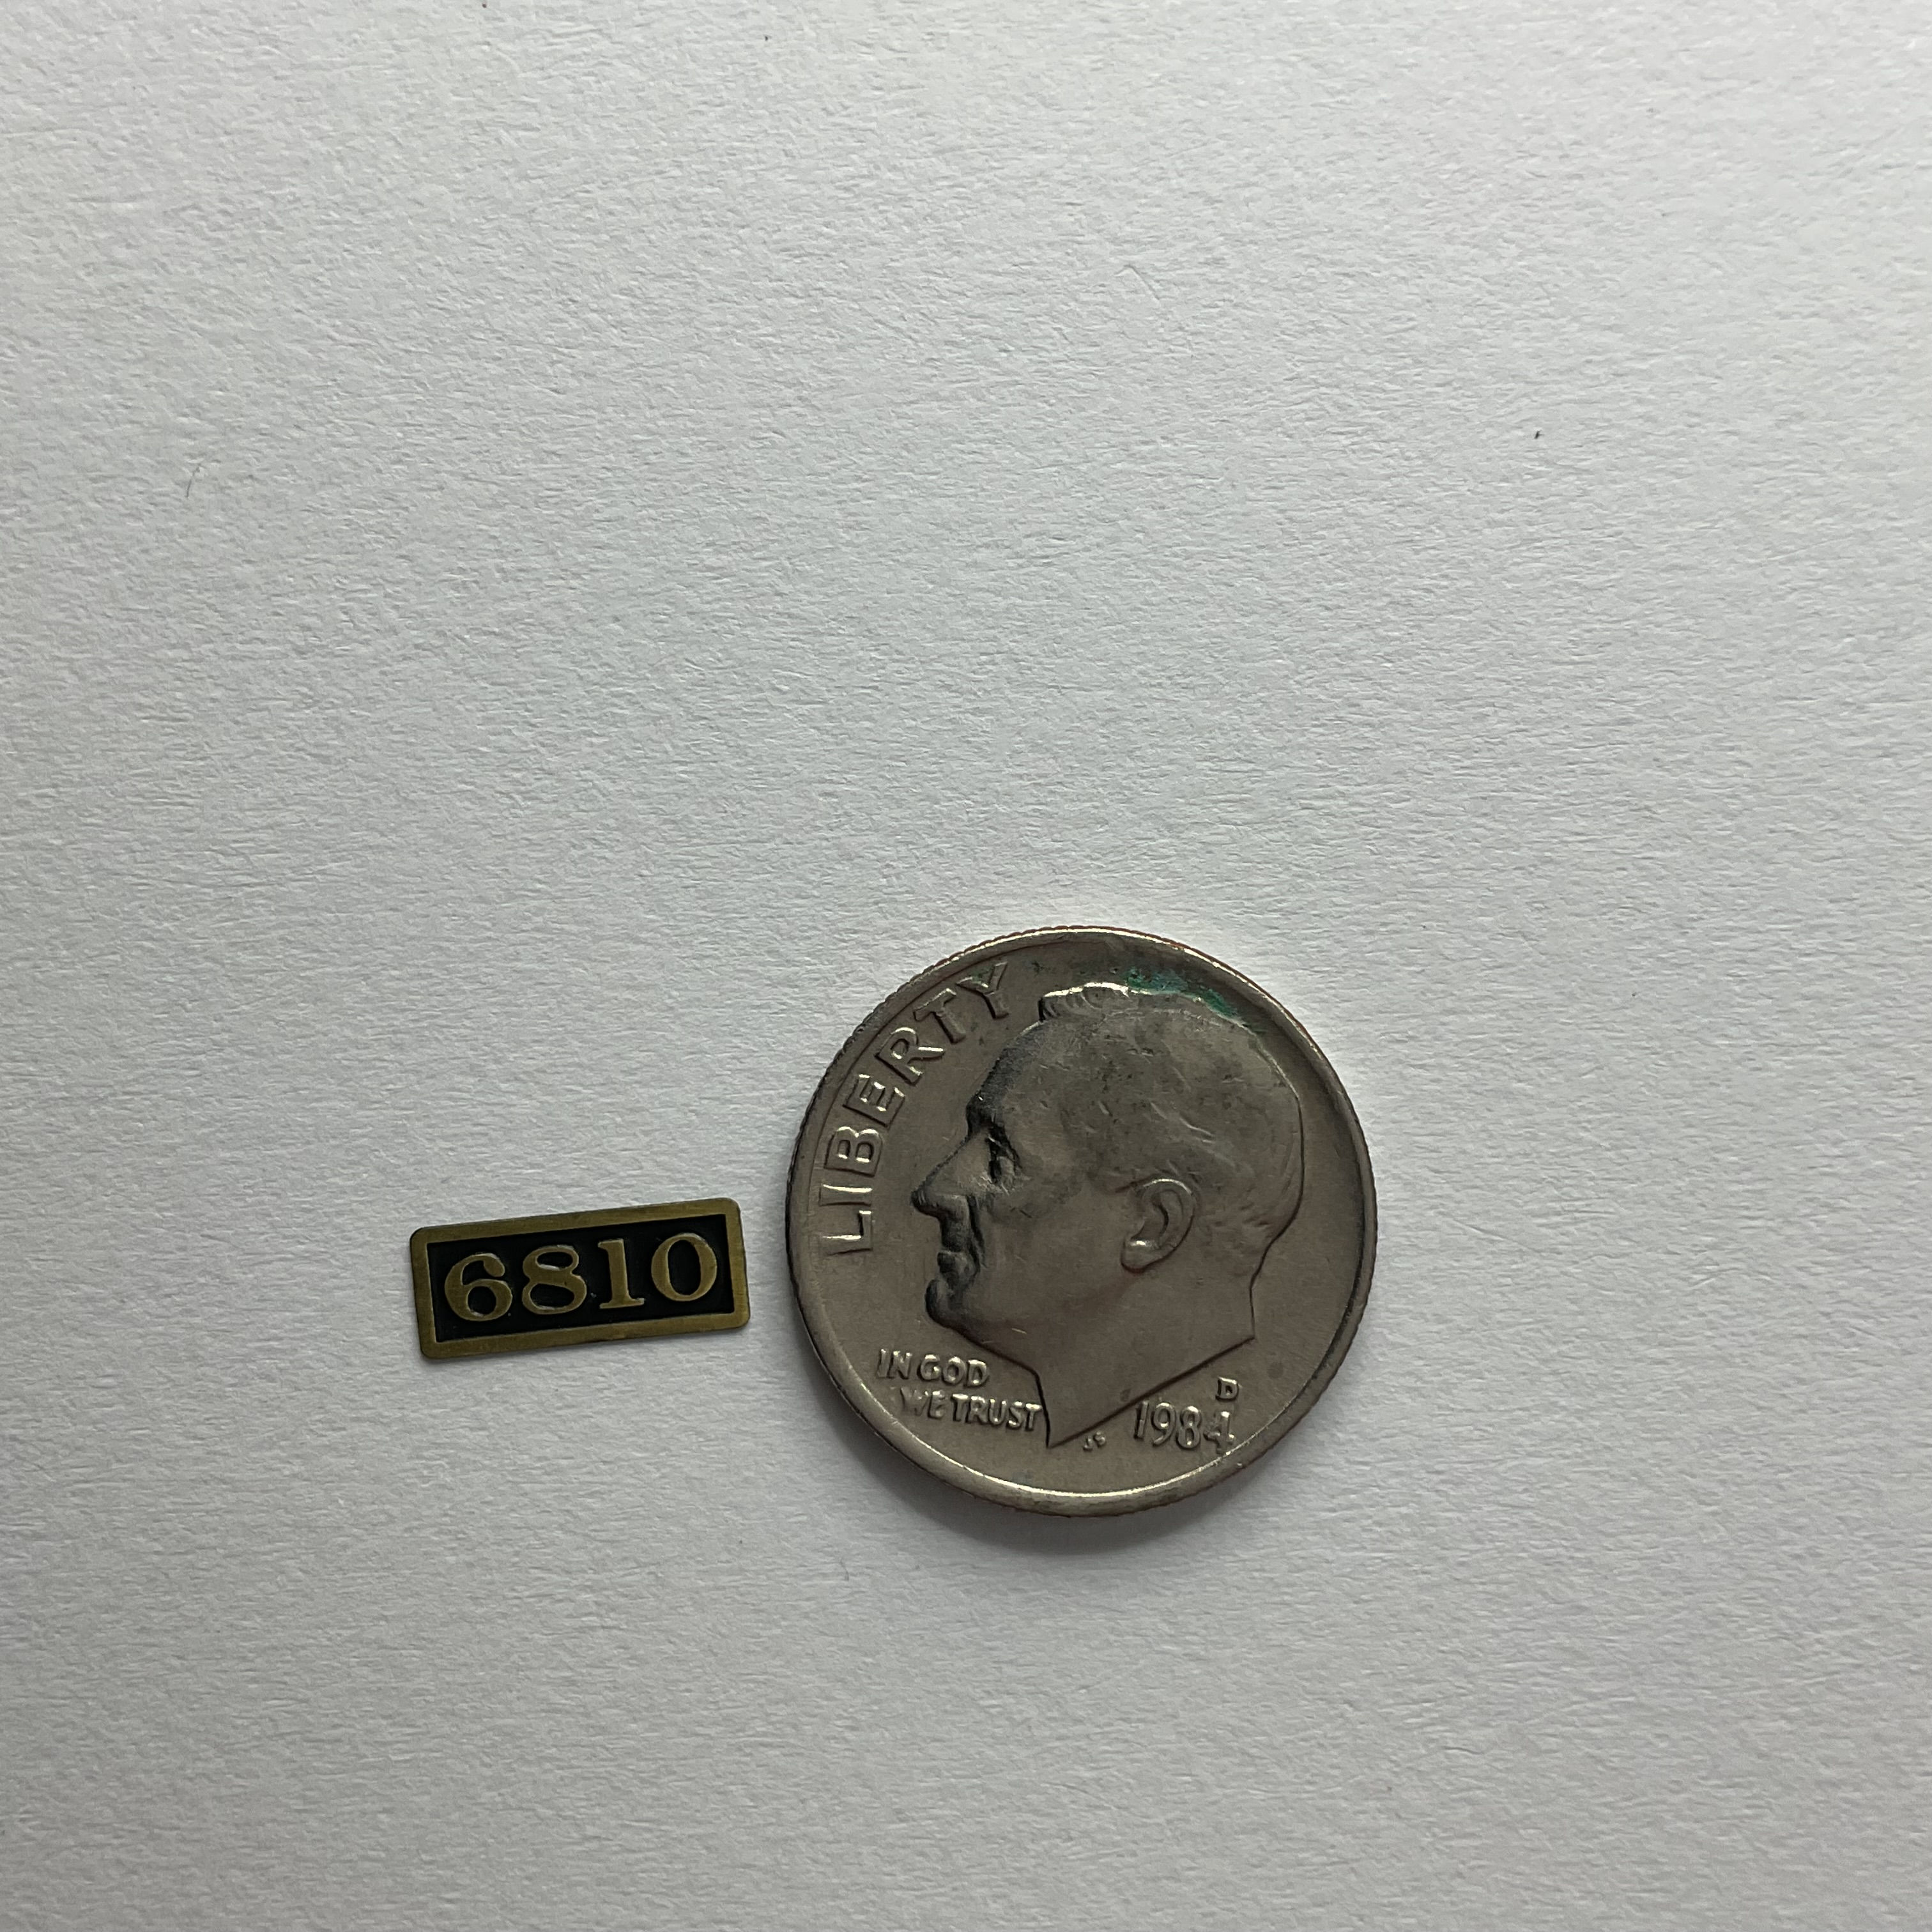 6810
LIBERTY
IN GOD
WE TRUST
JS
D
1984